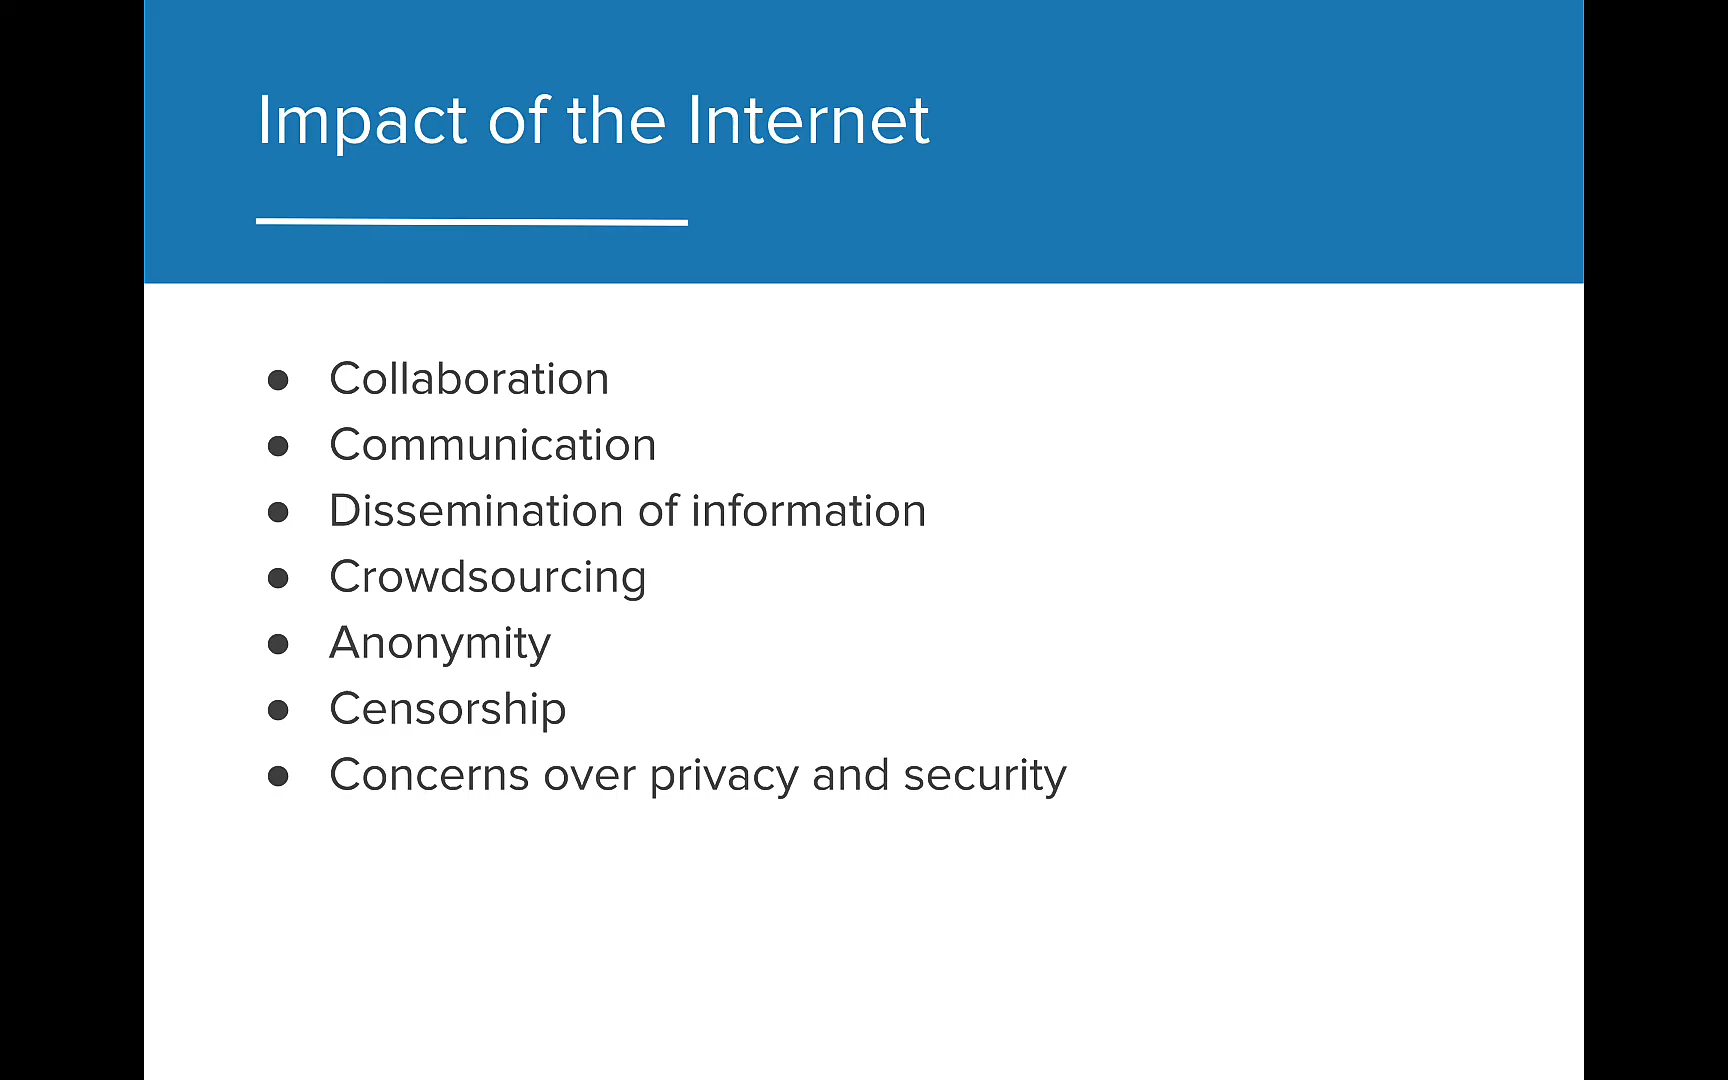 Impact of the Internet
● Collaboration
● Communication
● Dissemination of information
● Crowdsourcing
● Anonymity
● Censorship
● Concerns over privacy and security